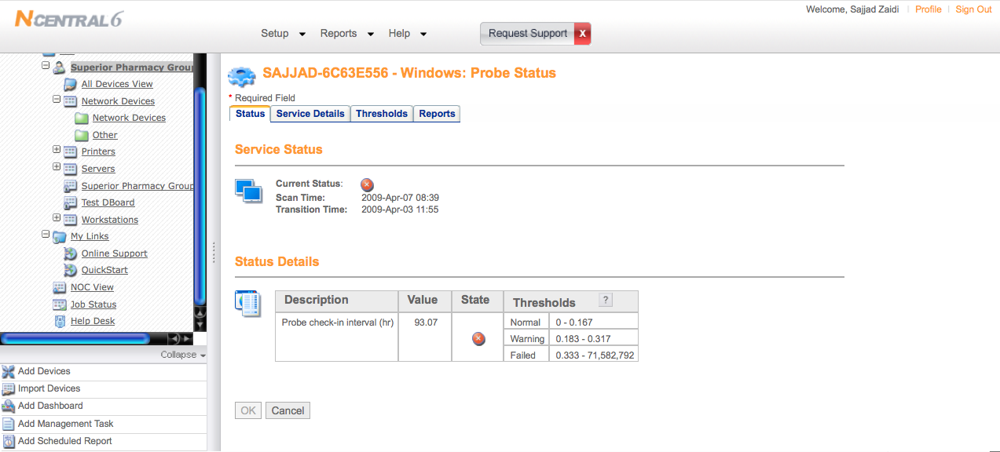 NCENTRAL 6
Welcome, Sajjad Zaidi | Profile | Sign Out
Setup Reports Help Request Support X
Superior Pharmacy Grou
All Devices View
Network Devices
Network Devices
Other
Printers
Servers
Superior Pharmacy Group
Test DBoard
Workstations
My Links
Online Support
QuickStart
NOC View
Job Status
Help Desk
Collapse
Add Devices
Import Devices
Add Dashboard
Add Management Task
Add Scheduled Report
SAJJAD-6C63E556 - Windows: Probe Status
* Required Field
Status Service Details Thresholds Reports
Service Status
Current Status:
Scan Time: 2009-Apr-07 08:39
Transition Time: 2009-Apr-03 11:55
Status Details
Description Value State Thresholds ?
Probe check-in interval (hr) 93.07 Normal 0 - 0.167
Warning 0.183 - 0.317
Failed 0.333 - 71,582,792
OK Cancel